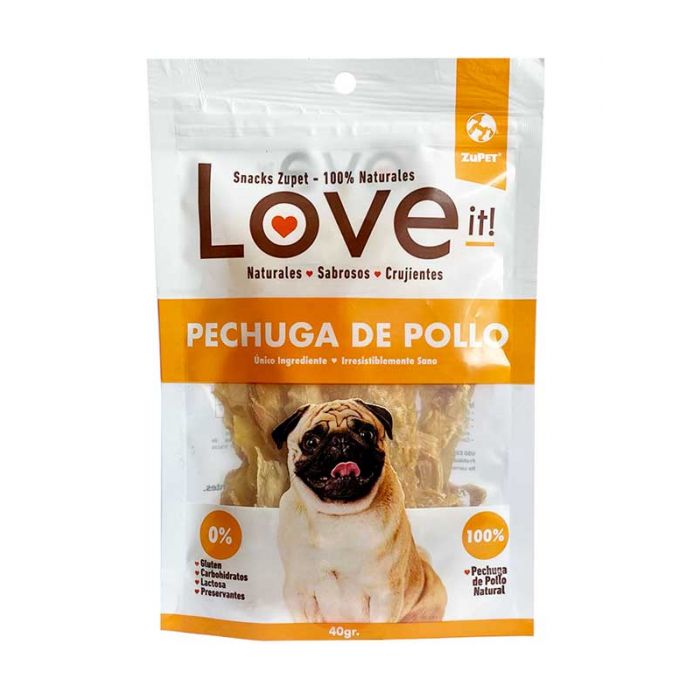 ZuPET®
Snacks Zupet - 100% Naturales
Love it!
Naturales ♥ Sabrosos ♥ Crujientes
PECHUGA DE POLLO
Único Ingrediente ♥ Irresistiblemente Sano
0%
♥ Gluten
♥ Carbohidratos
♥ Lactosa
♥ Preservantes
100%
♥ Pechuga
de Pollo
Natural
40gr.